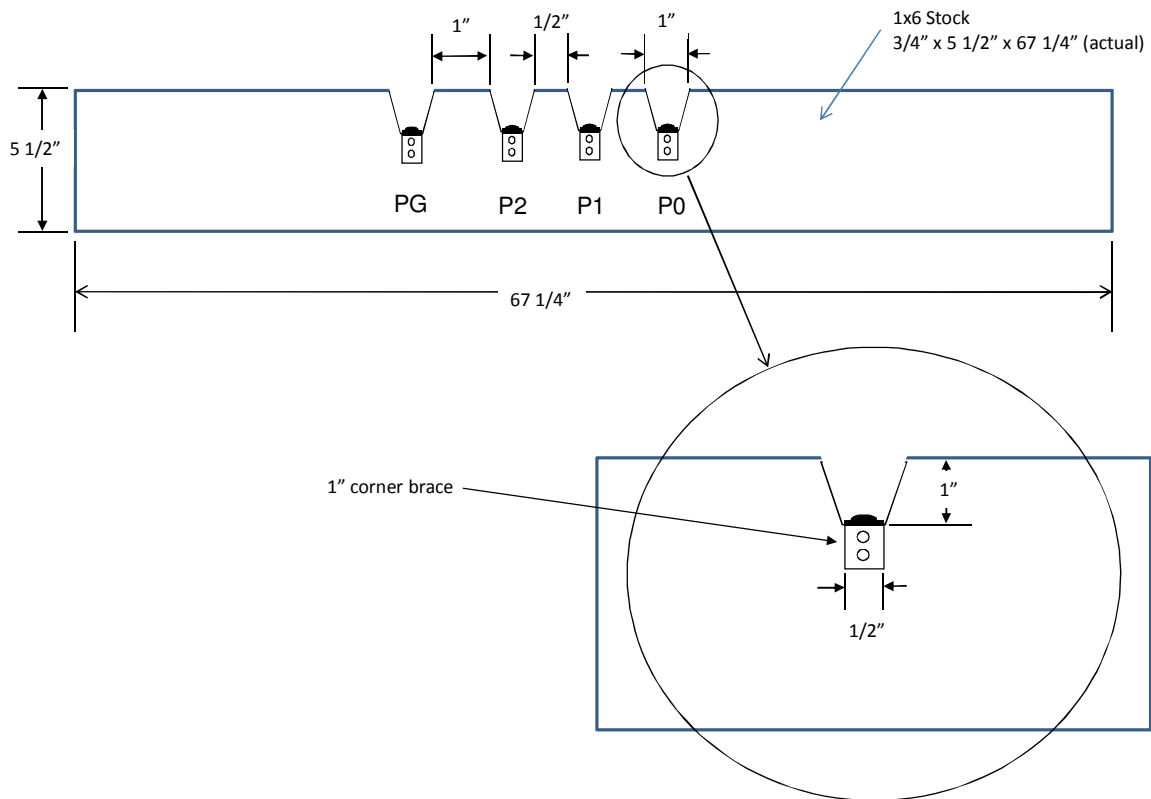 1” 1/2” 1”
1x6 Stock
3/4” x 5 1/2” x 67 1/4” (actual)
5 1/2”
PG P2 P1 P0
67 1/4”
1” corner brace
1”
1/2”